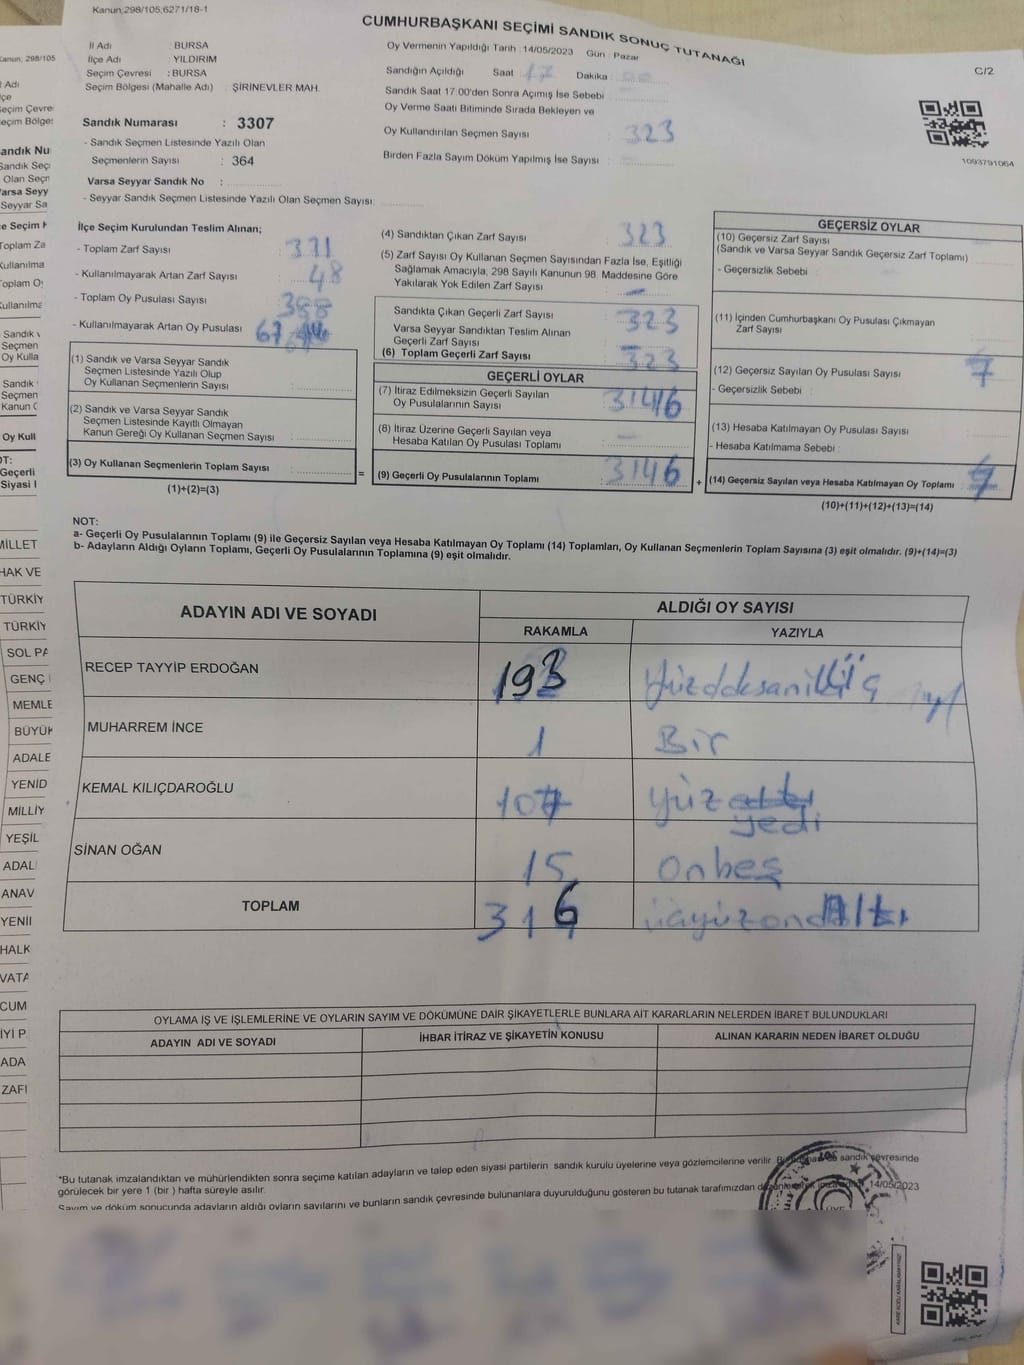 Kanun,298/105,6271/18-1
CUMHURBAŞKANI SEÇİMİ SANDIK SONUÇ TUTANAĞI
C/2
İl Adı : BURSA
İlçe Adı : YILDIRIM
Seçim Çevresi : BURSA
Seçim Bölgesi (Mahalle Adı) : ŞİRİNEVLER MAH.
Sandık Numarası : 3307
- Sandık Seçmen Listesinde Yazılı Olan
Seçmenlerin Sayısı : 364
Varsa Seyyar Sandık No :
- Seyyar Sandık Listesinde Yazılı Olan Seçmen Sayısı:
Oy Vermenin Yapıldığı Tarih : 14/05/2023 Gün : Pazar
Sandığın Açıldığı Saat : 17 Dakika : 00
Sandık Saat 17.00'den Sonra Açımış İse Sebebi :
Oy Verme Saati Bitiminde Sırada Bekleyen ve
Oy Kullandırılan Seçmen Sayısı : 323
Birden Fazla Sayım Döküm Yapılmış İse Sayısı :
1093791064
İlçe Seçim Kurulundan Teslim Alınan;
- Toplam Zarf Sayısı : 371
- Kullanılmayarak Artan Zarf Sayısı : 48
- Toplam Oy Pusulası Sayısı : 388
- Kullanılmayarak Artan Oy Pusulası : 67
(1) Sandık ve Varsa Seyyar Sandık
Seçmen Listesinde Yazılı Olup
Oy Kullanan Seçmenlerin Sayısı :
(2) Sandık ve Varsa Seyyar Sandık
Seçmen Listesinde Kayıtlı Olmayan
Kanun Gereği Oy Kullanan Seçmen Sayısı :
(3) Oy Kullanan Seçmenlerin Toplam Sayısı :
(1)+(2)=(3)
=
(4) Sandıktan Çıkan Zarf Sayısı : 323
(5) Zarf Sayısı Oy Kullanan Seçmen Sayısından Fazla İse, Eşitliği
Sağlamak Amacıyla, 298 Sayılı Kanunun 98. Maddesine Göre
Yakılarak Yok Edilen Zarf Sayısı : —
Sandıkta Çıkan Geçerli Zarf Sayısı : 323
Varsa Seyyar Sandıktan Teslim Alınan
Geçerli Zarf Sayısı :
(6) Toplam Geçerli Zarf Sayısı : 323
GEÇERLİ OYLAR
(7) İtiraz Edilmeksizin Geçerli Sayılan
Oy Pusulalarının Sayısı :
(8) İtiraz Üzerine Geçerli Sayılan veya
Hesaba Katılan Oy Pusulası Toplamı : —
(9) Geçerli Oy Pusulalarının Toplamı :
+
GEÇERSİZ OYLAR
(10) Geçersiz Zarf Sayısı
(Sandık ve Varsa Seyyar Sandık Geçersiz Zarf Toplamı) :
- Geçersizlik Sebebi :
(11) İçinden Cumhurbaşkanı Oy Pusulası Çıkmayan
Zarf Sayısı :
(12) Geçersiz Sayılan Oy Pusulası Sayısı : 7
- Geçersizlik Sebebi :
(13) Hesaba Katılmayan Oy Pusulası Sayısı :
- Hesaba Katılmama Sebebi :
(14) Geçersiz Sayılan veya Hesaba Katılmayan Oy Toplamı : 7
(10)+(11)+(12)+(13)=(14)
NOT:
a- Geçerli Oy Pusulalarının Toplamı (9) ile Geçersiz Sayılan veya Hesaba Katılmayan Oy Toplamı (14) Toplamları, Oy Kullanan Seçmenlerin Toplam Sayısına (3) eşit olmalıdır. (9)+(14)=(3)
b- Adayların Aldığı Oyların Toplamı, Geçerli Oy Pusulalarının Toplamına (9) eşit olmalıdır.
ADAYIN ADI VE SOYADI
ALDIĞI OY SAYISI
RAKAMLA YAZIYLA
RECEP TAYYİP ERDOĞAN 193 yüzdoksan üç
MUHARREM İNCE 1 Bir
KEMAL KILIÇDAROĞLU 107 yüz altı
yedi
SİNAN OĞAN 15 onbeş
TOPLAM 316 üçyüzonAltı
OYLAMA İŞ VE İŞLEMLERİNE VE OYLARIN SAYIM VE DÖKÜMÜNE DAİR ŞİKAYETLERLE BUNLARA AİT KARARLARIN NELERDEN İBARET BULUNDUKLARI
ADAYIN ADI VE SOYADI İHBAR İTİRAZ VE ŞİKAYETİN KONUSU ALINAN KARARIN NEDEN İBARET OLDUĞU
*Bu tutanak imzalandıktan ve mühürlendikten sonra seçime katılan adayların ve talep eden siyasi partilerin sandık kurulu üyelerine veya gözlemcilerine verilir. sandık çevresinde
görülecek bir yere 1 (bir ) hafta süreyle asılır.
Sayım ve döküm sonucunda adayların aldığı oyların sayılarını ve bunların sandık çevresinde bulunanlara duyurulduğunu gösteren bu tutanak tarafımızdan 14/05/2023
Kanun, 298/105
MİLLET
HAK VE
TÜRKİY
TÜRKİY
SOL PA
GENÇ
MEMLE
BÜYÜK
ADALE
YENİD
MİLLİY
YEŞİL
ADAL
ANAV
YENİ
HALK
VATA
CUM
İYİ P
ADA
ZAFI